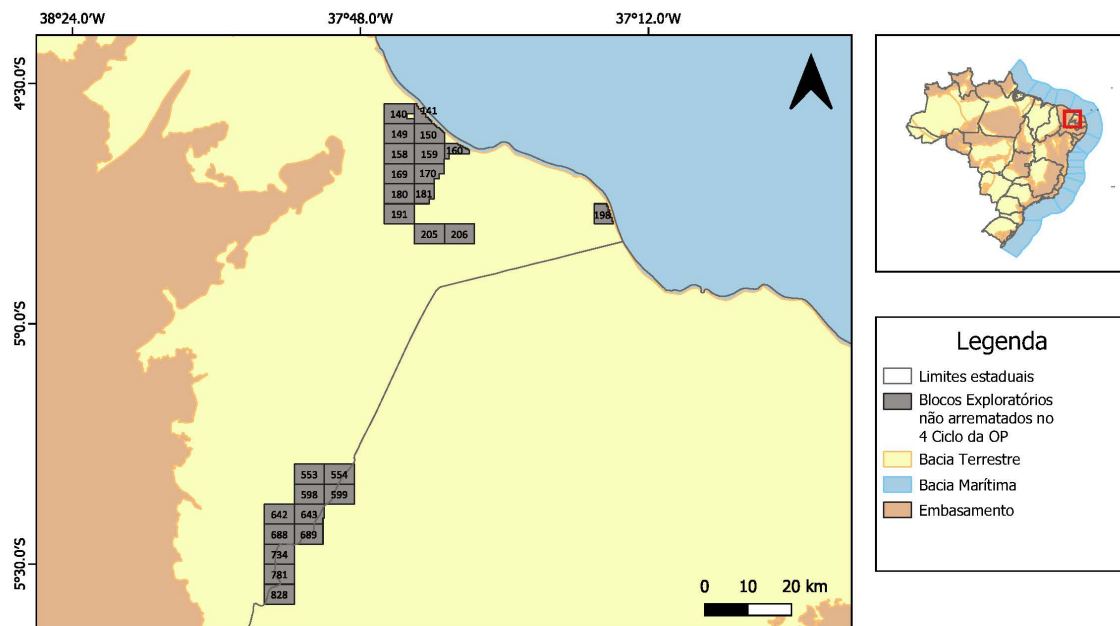 38°24.0'W 37°48.0'W 37°12.0'W
4°30.0'S
5°0.0'S
5°30.0'S
140 141
149 150
158 159 160
169 170
180 181
191 198
205 206
553 554
598 599
642 643
688 689
734
781
828
0 10 20 km
Legenda
Limites estaduais
Blocos Exploratórios
não arrematados no
4 Ciclo da OP
Bacia Terrestre
Bacia Marítima
Embasamento